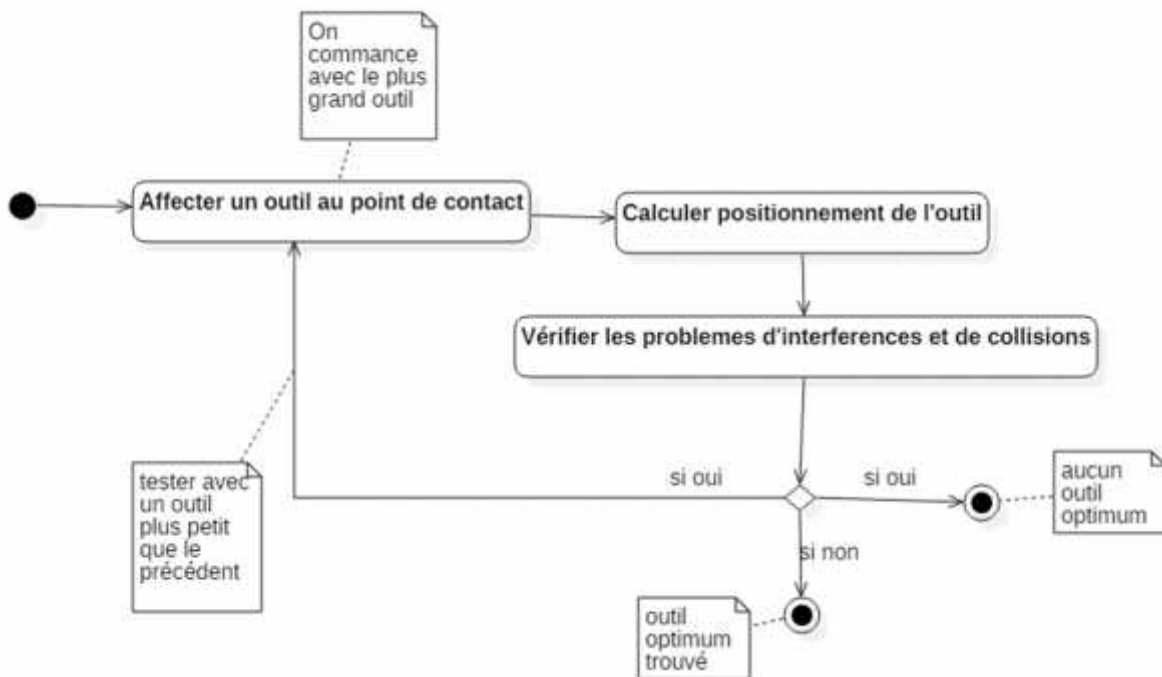 On
commance
avec le plus
grand outil
Affecter un outil au point de contact
Calculer positionnement de l'outil
Vérifier les problemes d'interferences et de collisions
tester avec
un outil
plus petit
que le
précédent
si oui
si oui
aucun
outil
optimum
si non
outil
optimum
trouvé